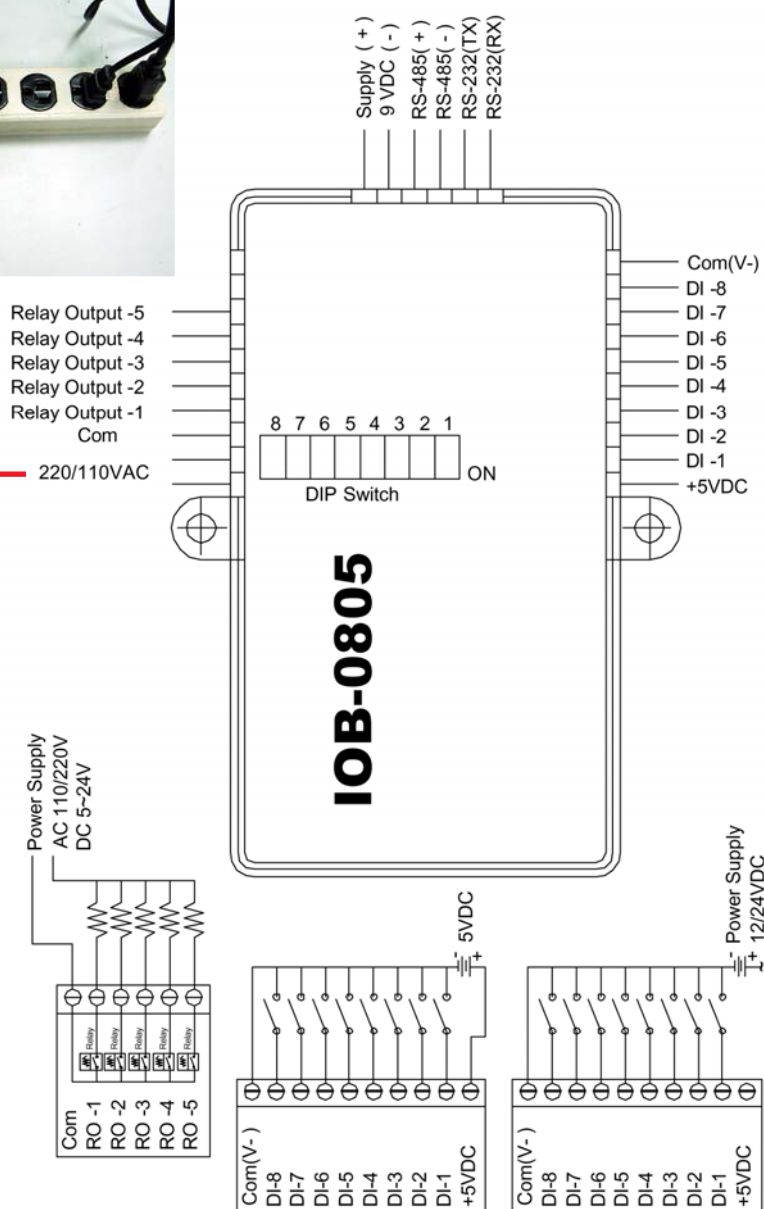 Supply ( + )
9 VDC ( - )
RS-485( + )
RS-485( - )
RS-232(TX)
RS-232(RX)
Relay Output -5
Relay Output -4
Relay Output -3
Relay Output -2
Relay Output -1
Com
220/110VAC
Com(V-)
DI -8
DI -7
DI -6
DI -5
DI -4
DI -3
DI -2
DI -1
+5VDC
8 7 6 5 4 3 2 1
ON
DIP Switch
IOB-0805
Power Supply
AC 110/220V
DC 5~24V
Relay
Relay
Relay
Relay
Relay
Com
RO -1
RO -2
RO -3
RO -4
RO -5
- 5VDC
+
Com(V- )
DI-8
DI-7
DI-6
DI-5
DI-4
DI-3
DI-2
DI-1
+5VDC
- Power Supply
+ 12/24VDC
Com(V- )
DI-8
DI-7
DI-6
DI-5
DI-4
DI-3
DI-2
DI-1
+5VDC